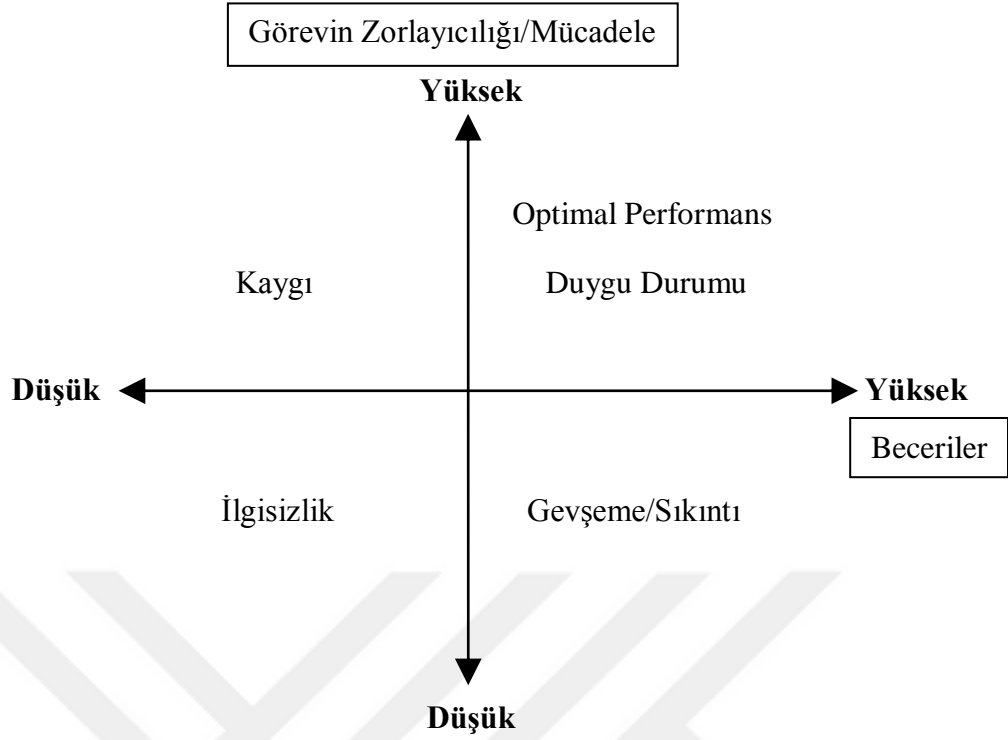 Görevin Zorlayıcılığı/Mücadele
Yüksek
Optimal Performans
Kaygı
Duygu Durumu
Düşük
Yüksek
Beceriler
İlgisizlik
Gevşeme/Sıkıntı
Düşük